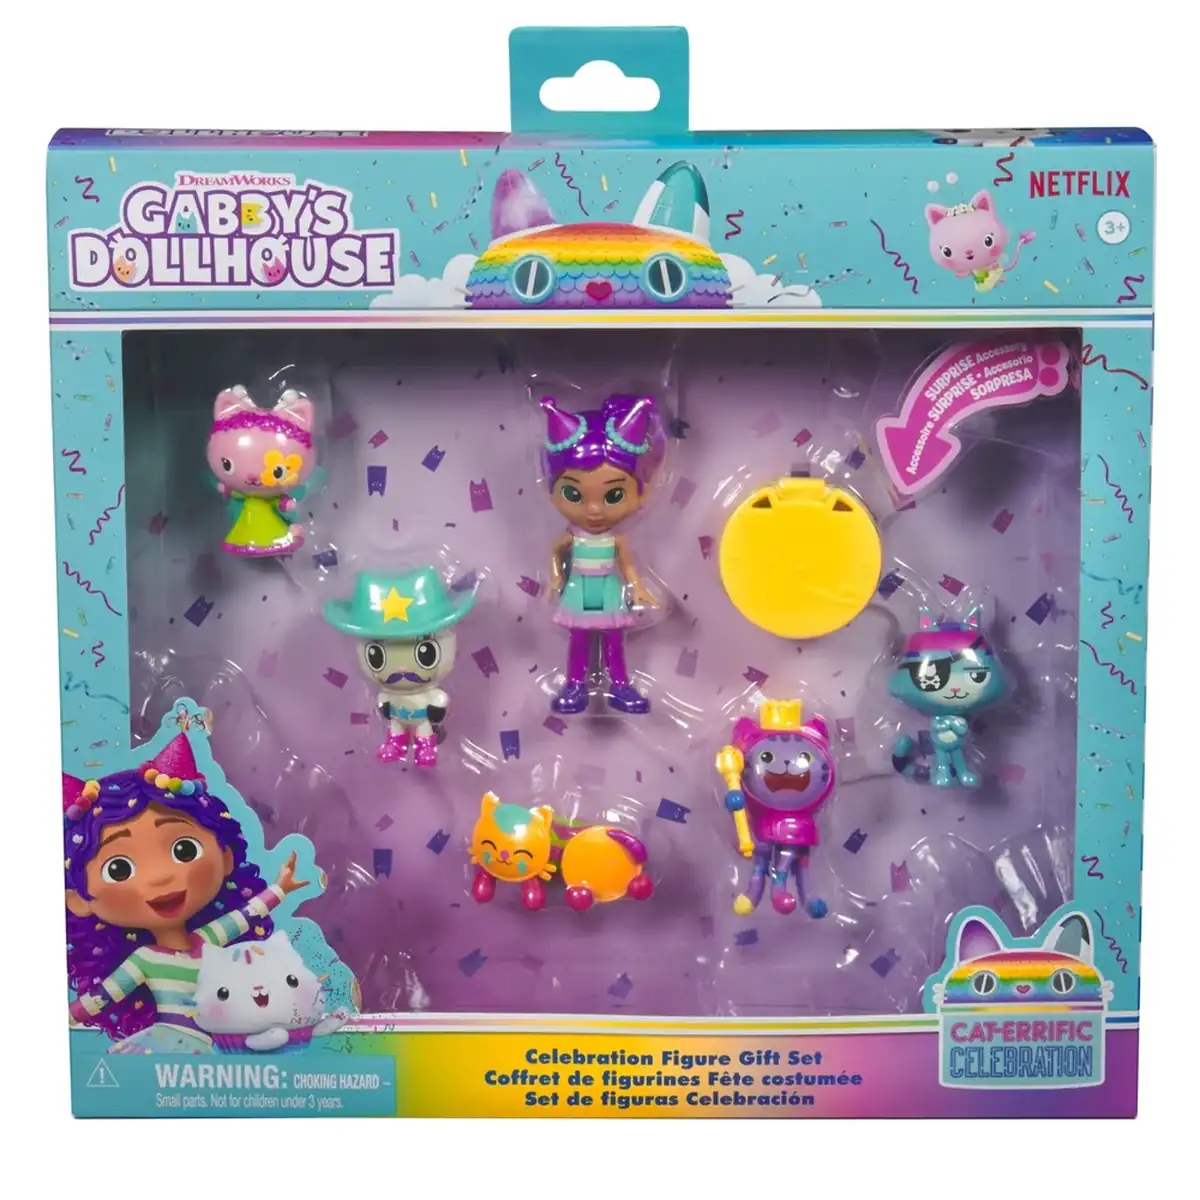 DREAMWORKS
GABBY'S
DOLLHOUSE
NETFLIX
3+
SURPRISE Accessory
Accessoire SURPRISE • Accesorio
SORPRESA
CAT-ERRIFIC
CELEBRATION
WARNING: CHOKING HAZARD –
Small parts. Not for children under 3 years.
Celebration Figure Gift Set
Coffret de figurines Fête costumée
Set de figuras Celebración